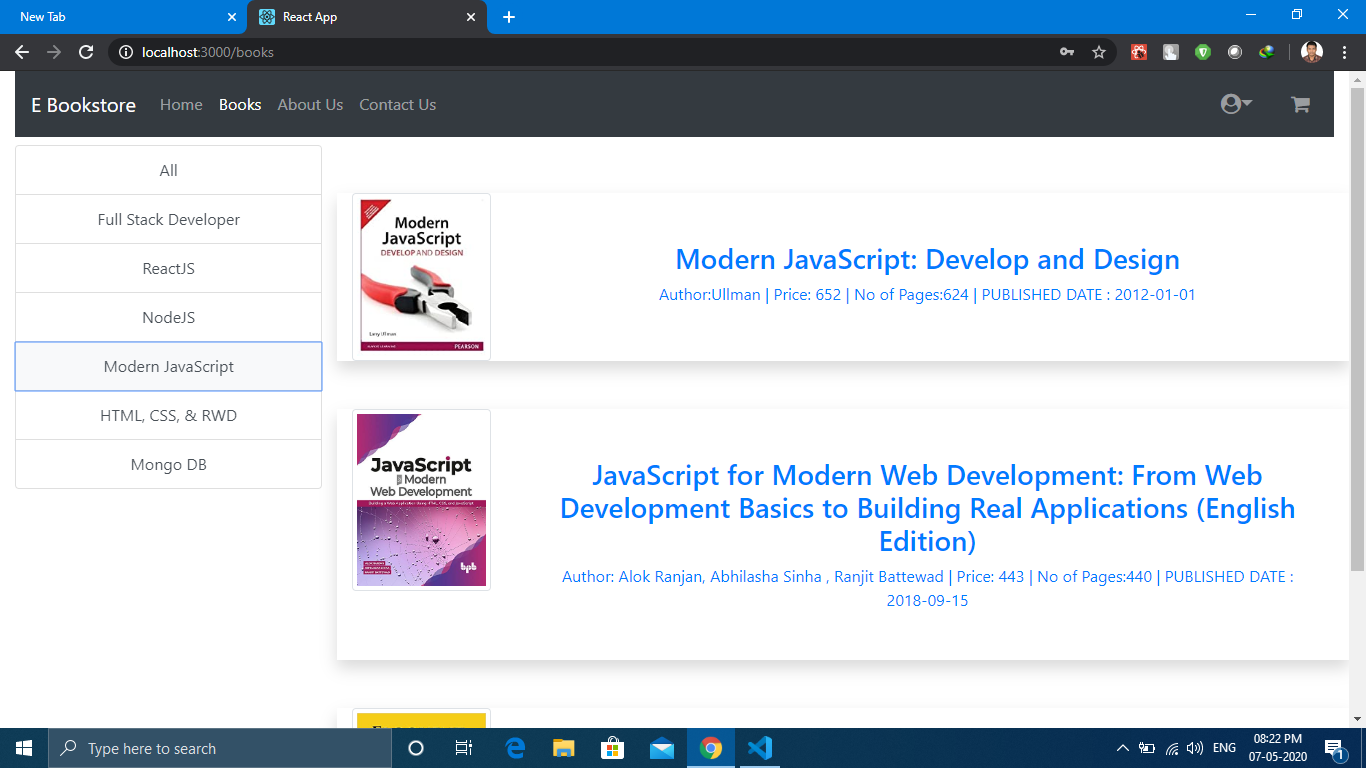 New Tab
React App
localhost:3000/books
E Bookstore Home Books About Us Contact Us
All
Full Stack Developer
ReactJS
NodeJS
Modern JavaScript
HTML, CSS, & RWD
Mongo DB
Modern
JavaScript
DEVELOP AND DESIGN
Larry Ullman
PEARSON
Modern JavaScript: Develop and Design
Author:Ullman | Price: 652 | No of Pages:624 | PUBLISHED DATE : 2012-01-01
JavaScript
for Modern
Web Development
bpb
JavaScript for Modern Web Development: From Web
Development Basics to Building Real Applications (English
Edition)
Author: Alok Ranjan, Abhilasha Sinha , Ranjit Battewad | Price: 443 | No of Pages:440 | PUBLISHED DATE :
2018-09-15
Type here to search
ENG
08:22 PM
07-05-2020
1